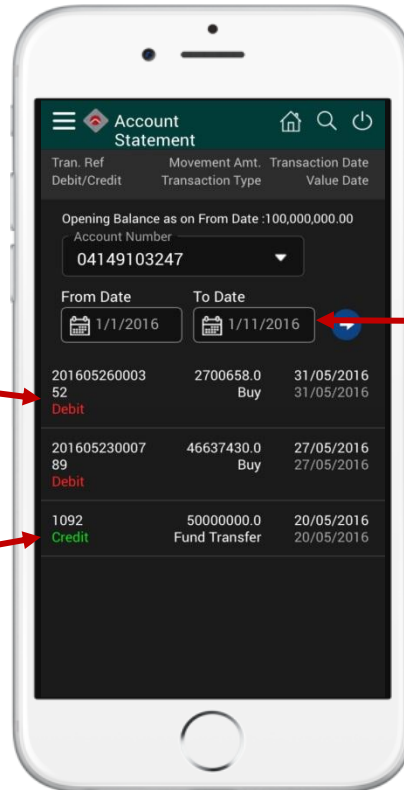 Account
Statement
Tran. Ref Movement Amt. Transaction Date
Debit/Credit Transaction Type Value Date
Opening Balance as on From Date :100,000,000.00
Account Number
04149103247
From Date To Date
1/1/2016 1/11/2016
201605260003 2700658.0 31/05/2016
52 Buy 31/05/2016
Debit
201605230007 46637430.0 27/05/2016
89 Buy 27/05/2016
Debit
1092 50000000.0 20/05/2016
Credit Fund Transfer 20/05/2016